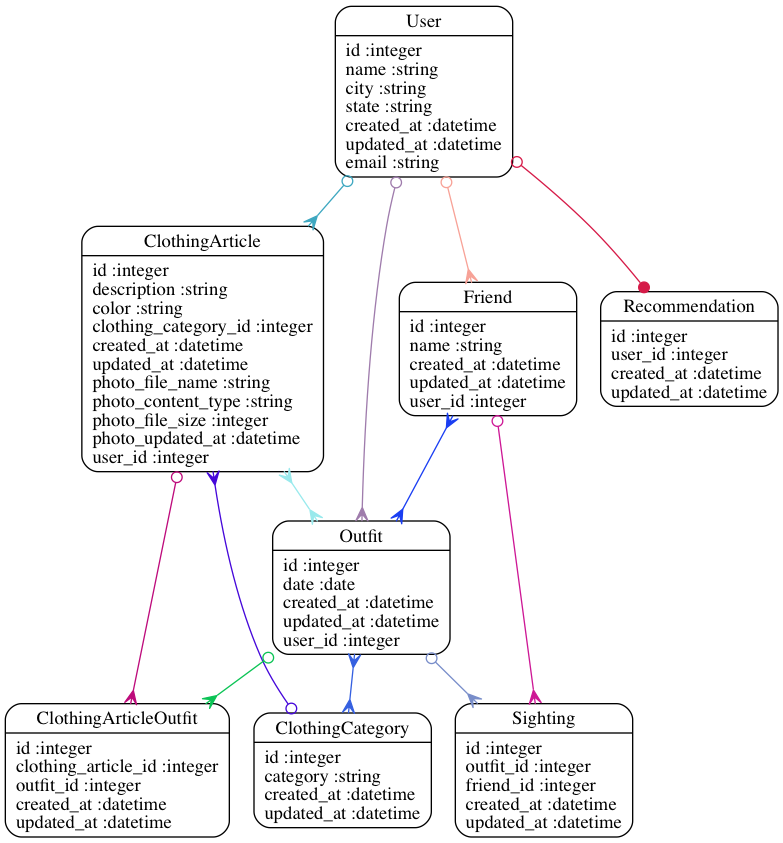 User
id :integer
name :string
city :string
state :string
created_at :datetime
updated_at :datetime
email :string
ClothingArticle
id :integer
description :string
color :string
clothing_category_id :integer
created_at :datetime
updated_at :datetime
photo_file_name :string
photo_content_type :string
photo_file_size :integer
photo_updated_at :datetime
user_id :integer
Friend
id :integer
name :string
created_at :datetime
updated_at :datetime
user_id :integer
Recommendation
id :integer
user_id :integer
created_at :datetime
updated_at :datetime
Outfit
id :integer
date :date
created_at :datetime
updated_at :datetime
user_id :integer
ClothingArticleOutfit
id :integer
clothing_article_id :integer
outfit_id :integer
created_at :datetime
updated_at :datetime
ClothingCategory
id :integer
category :string
created_at :datetime
updated_at :datetime
Sighting
id :integer
outfit_id :integer
friend_id :integer
created_at :datetime
updated_at :datetime